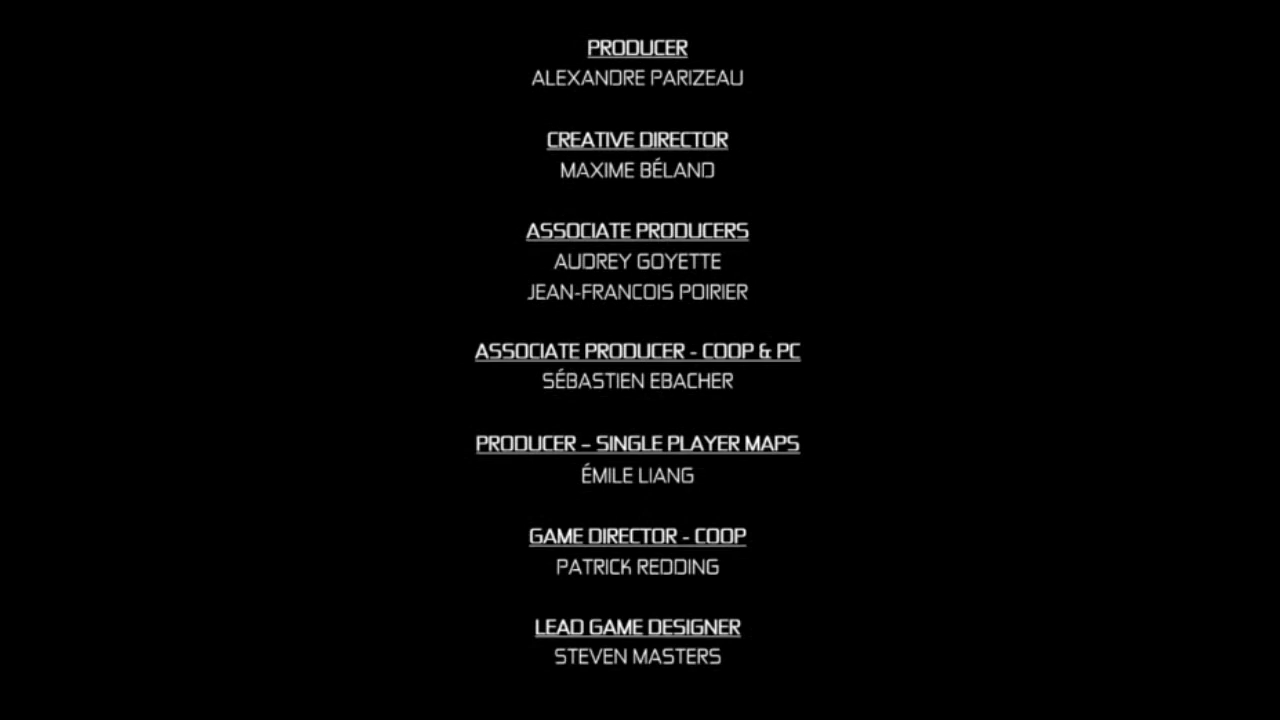 PRODUCER
ALEXANDRE PARIZEAU
CREATIVE DIRECTOR
MAXIME BÉLAND
ASSOCIATE PRODUCERS
AUDREY GOYETTE
JEAN-FRANCOIS POIRIER
ASSOCIATE PRODUCER - COOP & PC
SÉBASTIEN EBACHER
PRODUCER – SINGLE PLAYER MAPS
ÉMILE LIANG
GAME DIRECTOR - COOP
PATRICK REDDING
LEAD GAME DESIGNER
STEVEN MASTERS